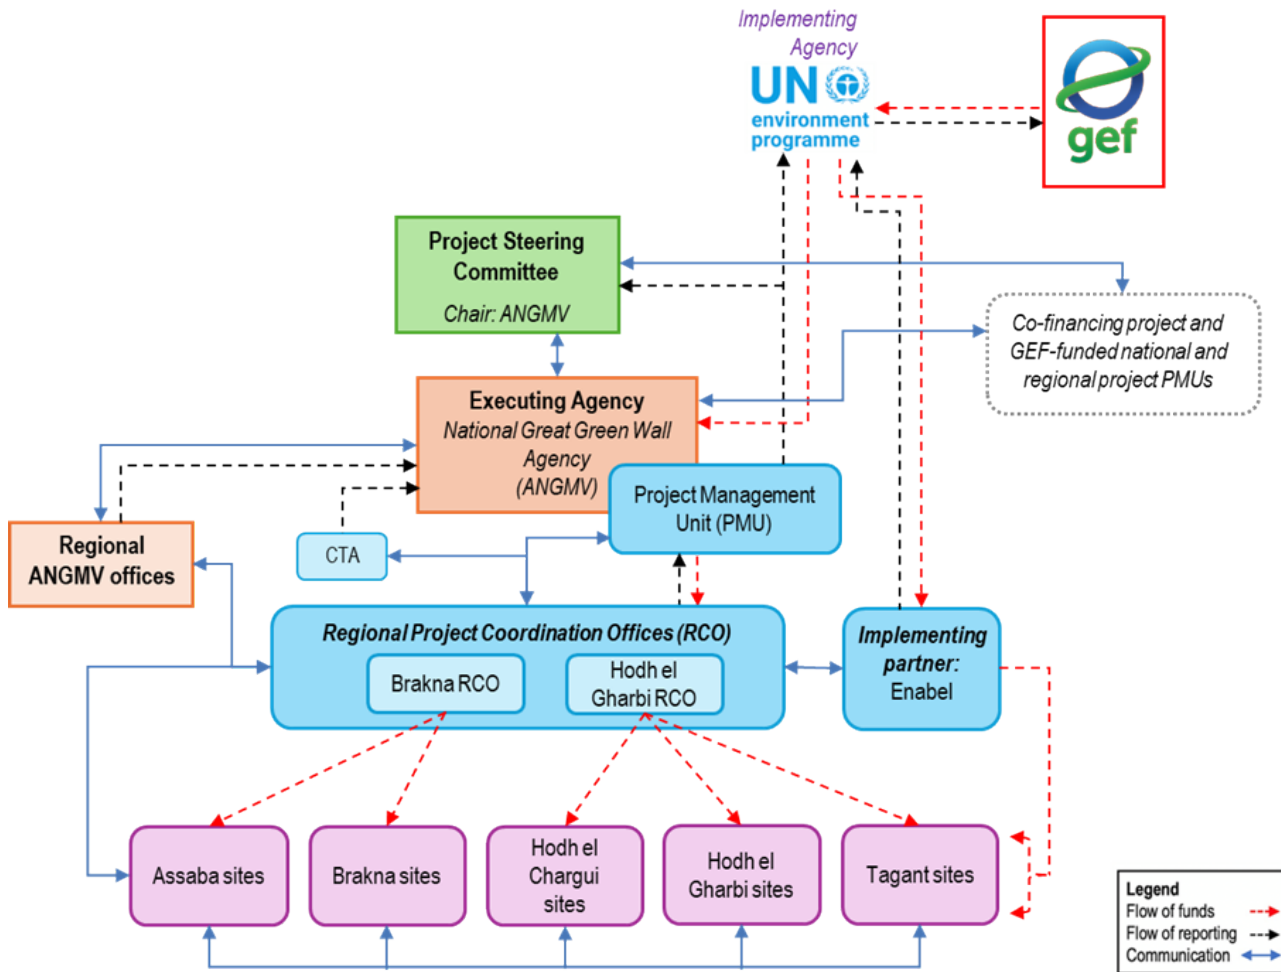 Implementing
Agency
UN
environment
programme
gef
Project Steering
Committee
Chair: ANGMV
Co-financing project and
GEF-funded national and
regional project PMUs
Executing Agency
National Great Green Wall
Agency
(ANGMV)
Project Management
Unit (PMU)
Regional
ANGMV offices
CTA
Regional Project Coordination Offices (RCO)
Brakna RCO
Hodh el
Gharbi RCO
Implementing
partner:
Enabel
Assaba sites
Brakna sites
Hodh el
Chargui
sites
Hodh el
Gharbi sites
Tagant sites
Legend
Flow of funds
Flow of reporting
Communication